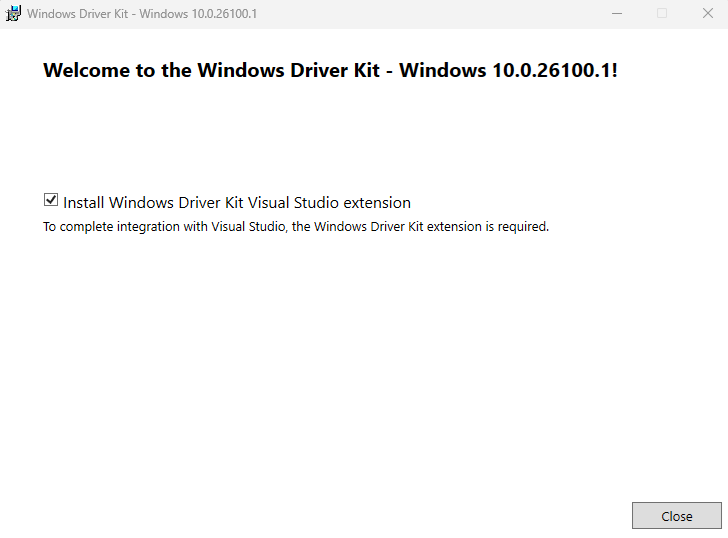 Windows Driver Kit - Windows 10.0.26100.1
Welcome to the Windows Driver Kit - Windows 10.0.26100.1!
Install Windows Driver Kit Visual Studio extension
To complete integration with Visual Studio, the Windows Driver Kit extension is required.
Close